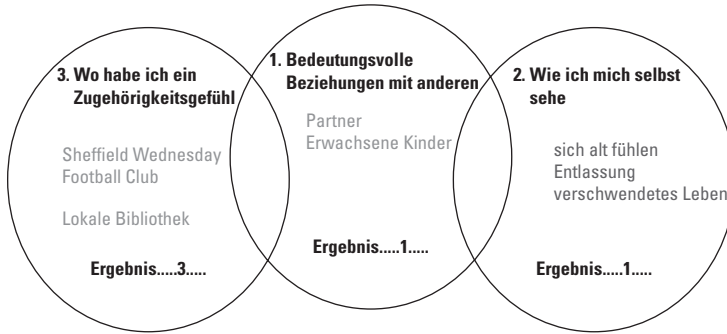 3. Wo habe ich ein
Zugehörigkeitsgefühl
Sheffield Wednesday
Football Club
Lokale Bibliothek
Ergebnis.....3.....
1. Bedeutungsvolle
Beziehungen mit anderen
Partner
Erwachsene Kinder
Ergebnis.....1.....
2. Wie ich mich selbst
sehe
sich alt fühlen
Entlassung
verschwendetes Leben
Ergebnis.....1.....